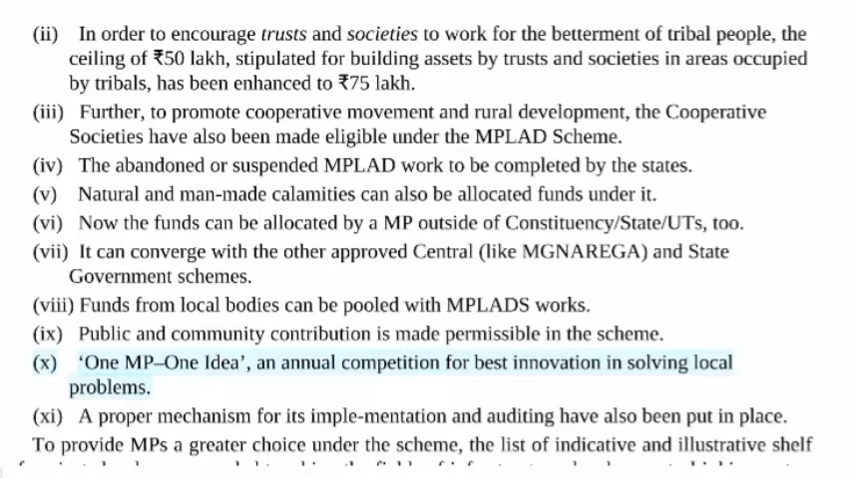 (ii) In order to encourage trusts and societies to work for the betterment of tribal people, the
ceiling of ₹50 lakh, stipulated for building assets by trusts and societies in areas occupied
by tribals, has been enhanced to ₹75 lakh.
(iii) Further, to promote cooperative movement and rural development, the Cooperative
Societies have also been made eligible under the MPLAD Scheme.
(iv) The abandoned or suspended MPLAD work to be completed by the states.
(v) Natural and man-made calamities can also be allocated funds under it.
(vi) Now the funds can be allocated by a MP outside of Constituency/State/UTs, too.
(vii) It can converge with the other approved Central (like MGNAREGA) and State
Government schemes.
(viii) Funds from local bodies can be pooled with MPLADS works.
(ix) Public and community contribution is made permissible in the scheme.
(x) ‘One MP–One Idea’, an annual competition for best innovation in solving local
problems.
(xi) A proper mechanism for its imple-mentation and auditing have also been put in place.
To provide MPs a greater choice under the scheme, the list of indicative and illustrative shelf